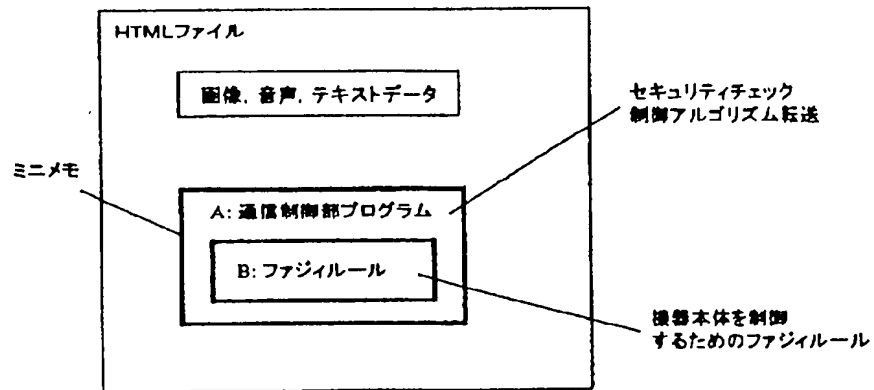 HTMLファイル
画像, 音声, テキストデータ
セキュリティチェック
制御アルゴリズム転送
ミニメモ
A: 通信制御部プログラム
B: ファジィルール
機器本体を制御
するためのファジィルール